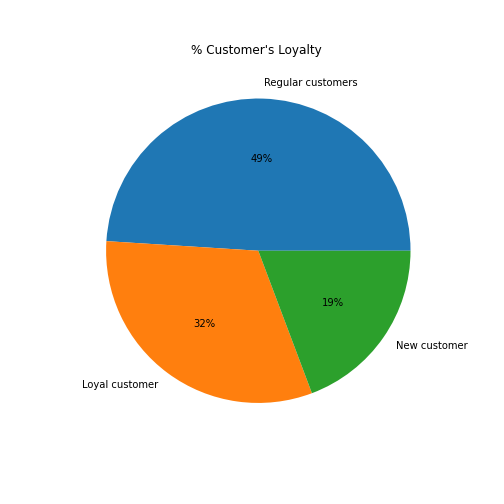 % Customer's Loyalty
Regular customers
49%
32%
19%
New customer
Loyal customer